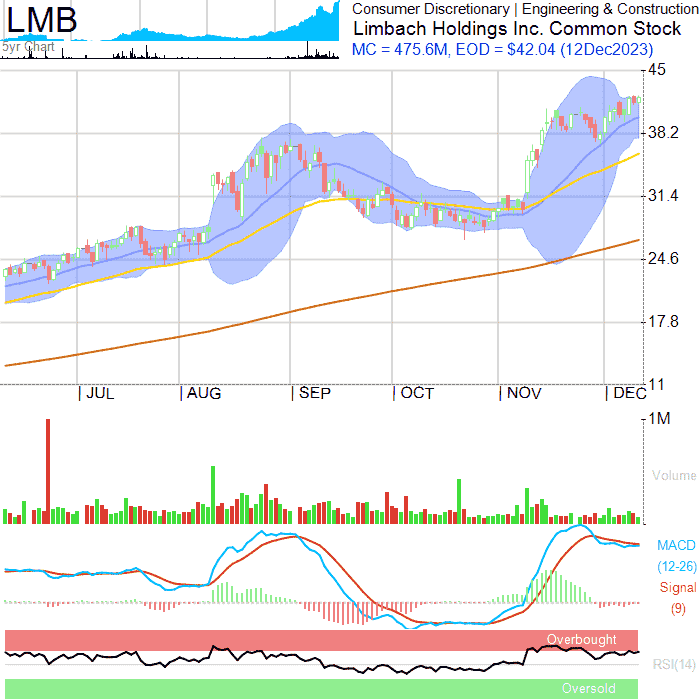 LMB
5yr Chart
Consumer Discretionary | Engineering & Construction
Limbach Holdings Inc. Common Stock
MC = 475.6M, EOD = $42.04 (12Dec2023)
45
38.2
31.4
24.6
17.8
11
JUL
AUG
SEP
OCT
NOV
DEC
1M
Volume
MACD
(12-26)
Signal
(9)
Overbought
RSI(14)
Oversold